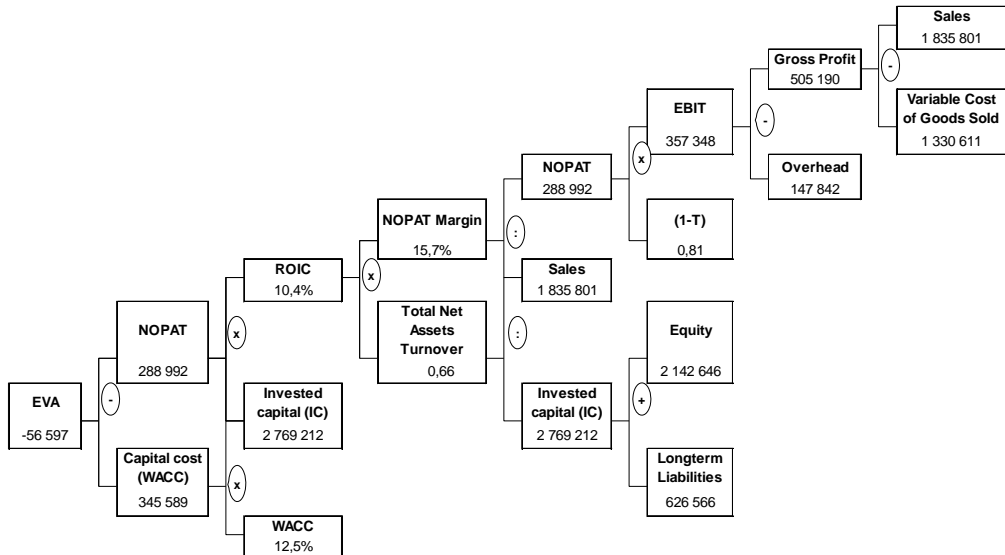 Sales
1 835 801
Gross Profit
505 190
-
Variable Cost
of Goods Sold
1 330 611
EBIT
357 348
-
Overhead
147 842
NOPAT
288 992
x
(1-T)
0,81
NOPAT Margin
15,7%
:
Sales
1 835 801
ROIC
10,4%
x
Total Net
Assets
Turnover
0,66
:
Equity
2 142 646
NOPAT
288 992
x
Invested
capital (IC)
2 769 212
Invested
capital (IC)
2 769 212
+
EVA
-56 597
-
Capital cost
(WACC)
345 589
x
Longterm
Liabilities
626 566
WACC
12,5%